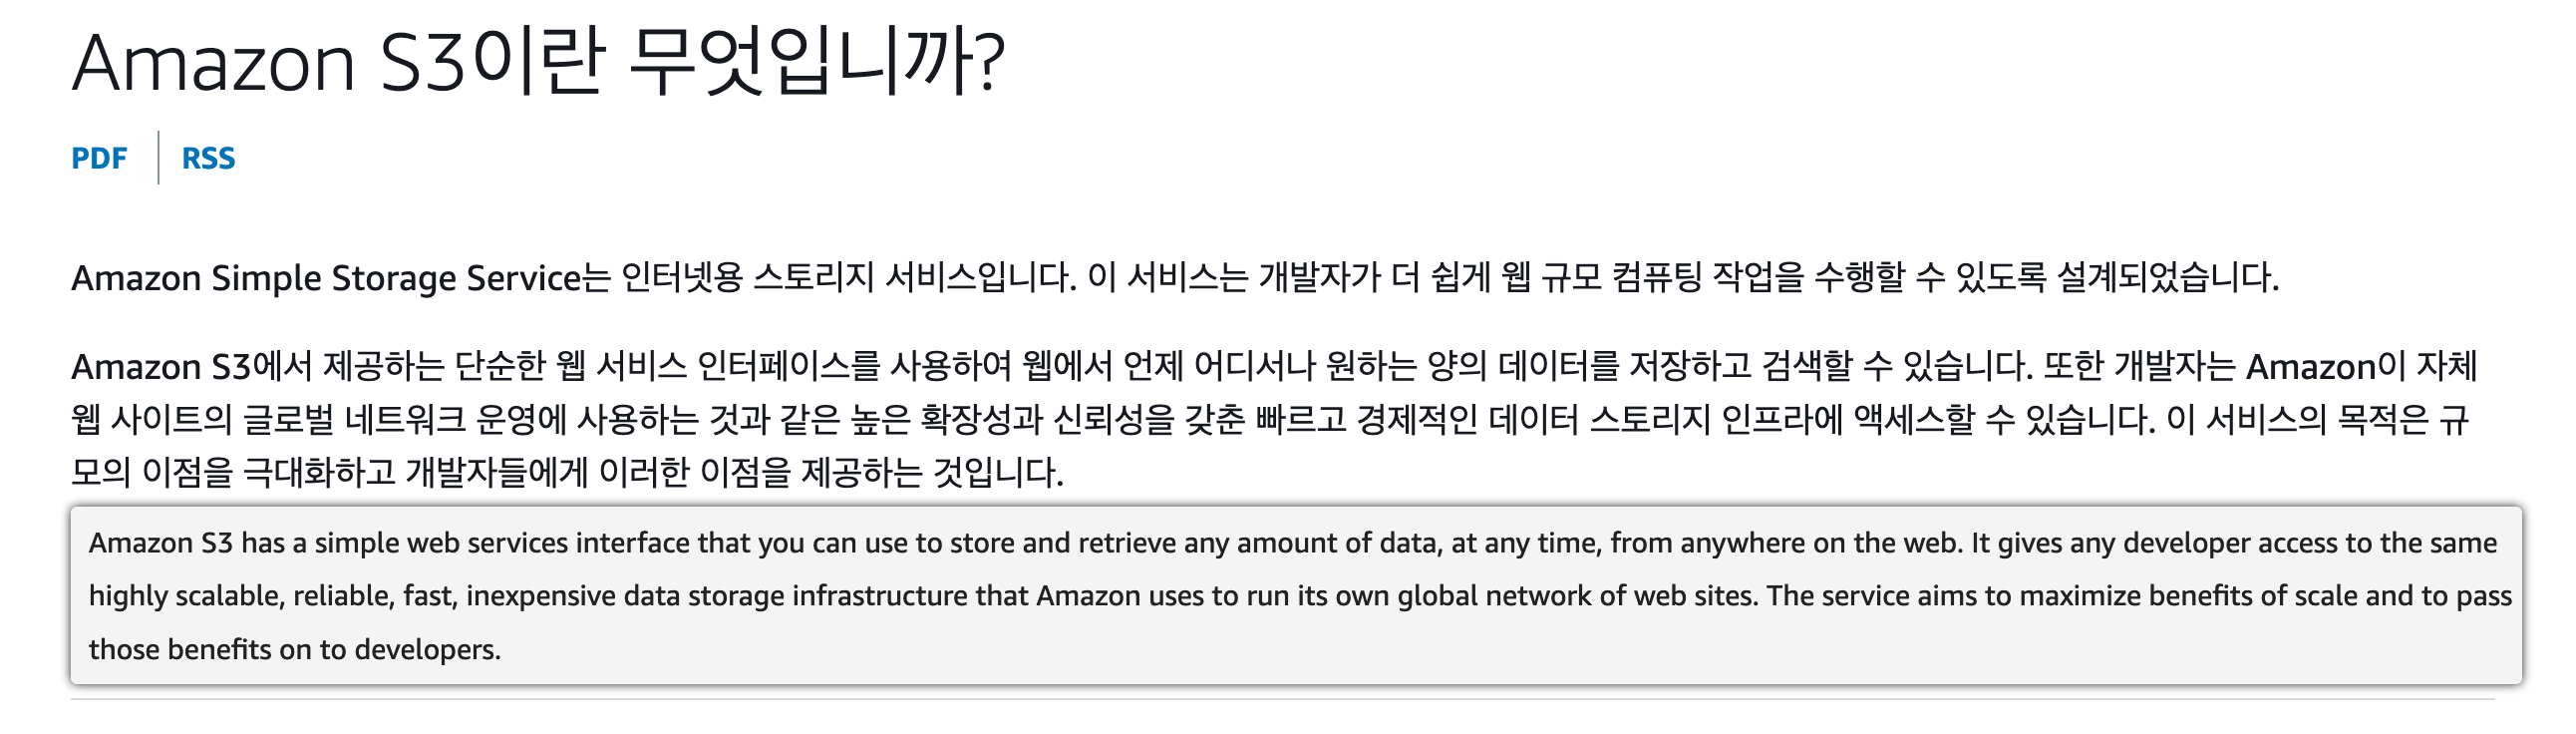 Amazon S3이란 무엇입니까?
PDF
RSS
Amazon Simple Storage Service는 인터넷용 스토리지 서비스입니다. 이 서비스는 개발자가 더 쉽게 웹 규모 컴퓨팅 작업을 수행할 수 있도록 설계되었습니다.
Amazon S3에서 제공하는 단순한 웹 서비스 인터페이스를 사용하여 웹에서 언제 어디서나 원하는 양의 데이터를 저장하고 검색할 수 있습니다. 또한 개발자는 Amazon이 자체
웹 사이트의 글로벌 네트워크 운영에 사용하는 것과 같은 높은 확장성과 신뢰성을 갖춘 빠르고 경제적인 데이터 스토리지 인프라에 액세스할 수 있습니다. 이 서비스의 목적은 규
모의 이점을 극대화하고 개발자들에게 이러한 이점을 제공하는 것입니다.
Amazon S3 has a simple web services interface that you can use to store and retrieve any amount of data, at any time, from anywhere on the web. It gives any developer access to the same
highly scalable, reliable, fast, inexpensive data storage infrastructure that Amazon uses to run its own global network of web sites. The service aims to maximize benefits of scale and to pass
those benefits on to developers.